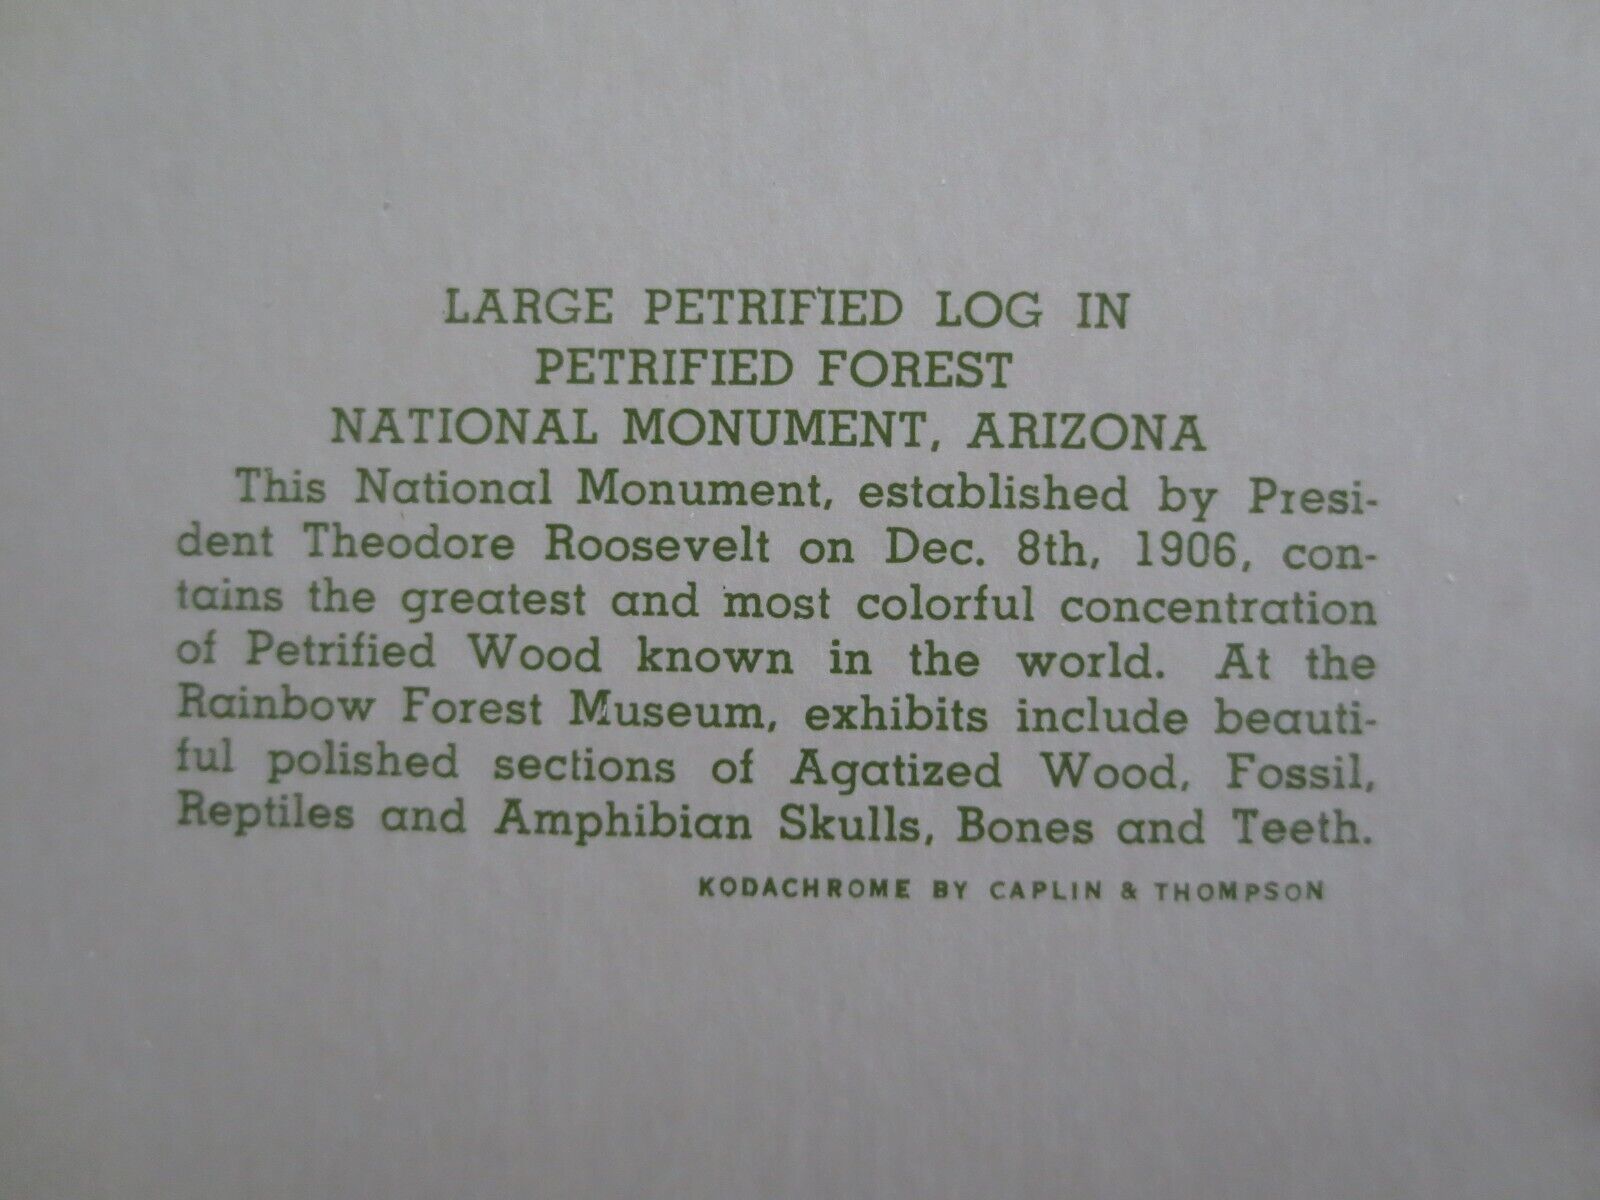 LARGE PETRIFIED LOG IN
PETRIFIED FOREST
NATIONAL MONUMENT, ARIZONA
This National Monument, established by Presi-
dent Theodore Roosevelt on Dec. 8th, 1906, con-
tains the greatest and most colorful concentration
of Petrified Wood known in the world. At the
Rainbow Forest Museum, exhibits include beauti-
ful polished sections of Agatized Wood, Fossil,
Reptiles and Amphibian Skulls, Bones and Teeth.
KODACHROME BY CAPLIN & THOMPSON